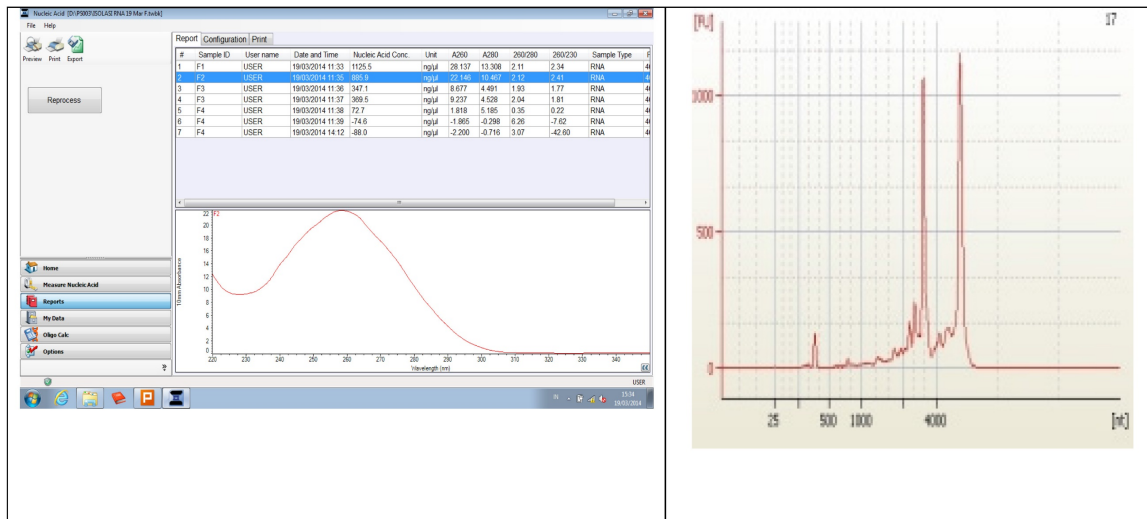 Nucleic Acid [D:\PS003\ISOLASI RNA 19 Mar F.twbk]
File Help
Preview Print Export
Reprocess
Report Configuration Print
# Sample ID User name Date and Time Nucleic Acid Conc. Unit A260 A280 260/280 260/230 Sample Type F
1 F1 USER 19/03/2014 11:33 1125.5 ng/µl 28.137 13.308 2.11 2.34 RNA 4
2 F2 USER 19/03/2014 11:35 885.9 ng/µl 22.146 10.467 2.12 2.41 RNA 4
3 F3 USER 19/03/2014 11:36 347.1 ng/µl 8.677 4.491 1.93 1.77 RNA 4
4 F3 USER 19/03/2014 11:37 369.5 ng/µl 9.237 4.528 2.04 1.81 RNA 4
5 F4 USER 19/03/2014 11:38 72.7 ng/µl 1.818 5.185 0.35 0.22 RNA 4
6 F4 USER 19/03/2014 11:39 -74.6 ng/µl -1.865 -0.298 6.26 -7.62 RNA 4
7 F4 USER 19/03/2014 14:12 -88.0 ng/µl -2.200 -0.716 3.07 -42.60 RNA 4
F2
22
20
18
16
14
12
10
8
6
4
2
0
10mm Absorbance
220 230 240 250 260 270 280 290 300 310 320 330 340
Wavelength (nm)
Home
Measure Nucleic Acid
Reports
My Data
Oligo Calc
Options
USER
IN
15:34
19/03/2014
[FU]
17
1000
500
0
25 500 1000 4000 [nt]